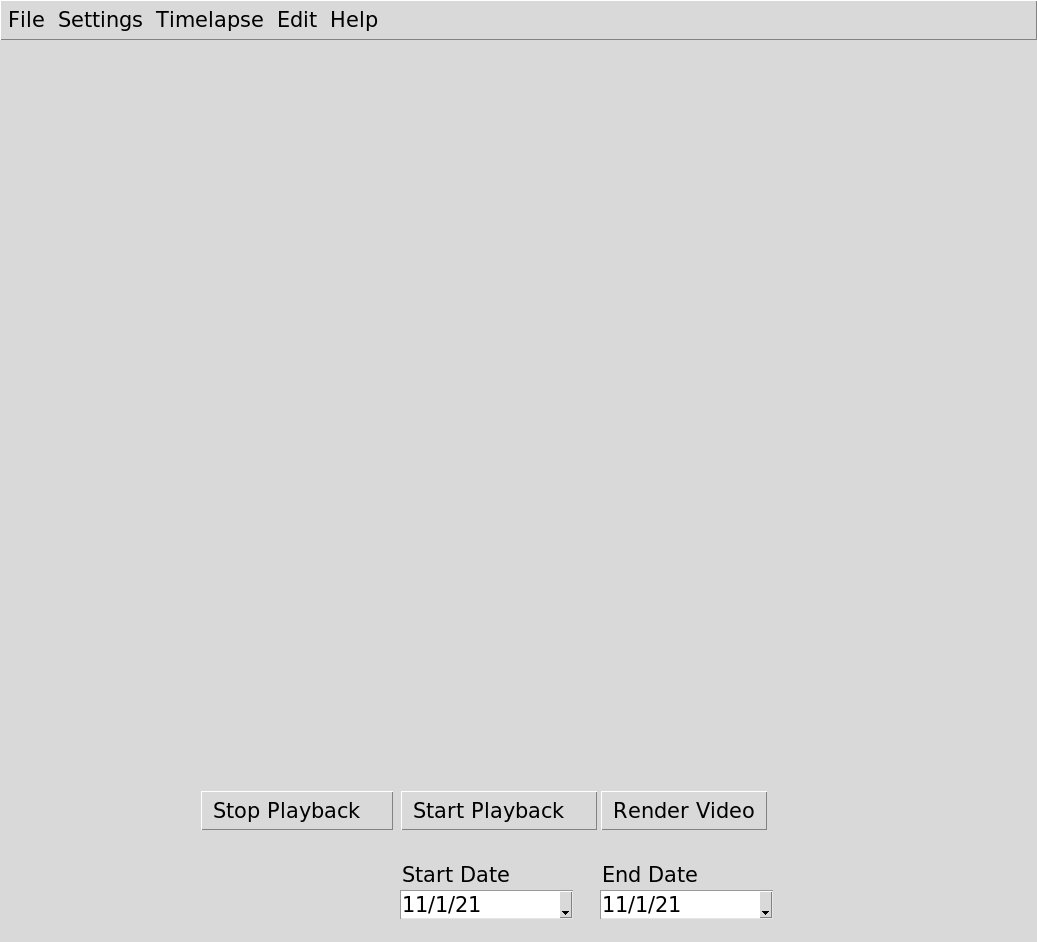 File Settings Timelapse Edit Help
Stop Playback Start Playback Render Video
Start Date End Date
11/1/21 11/1/21